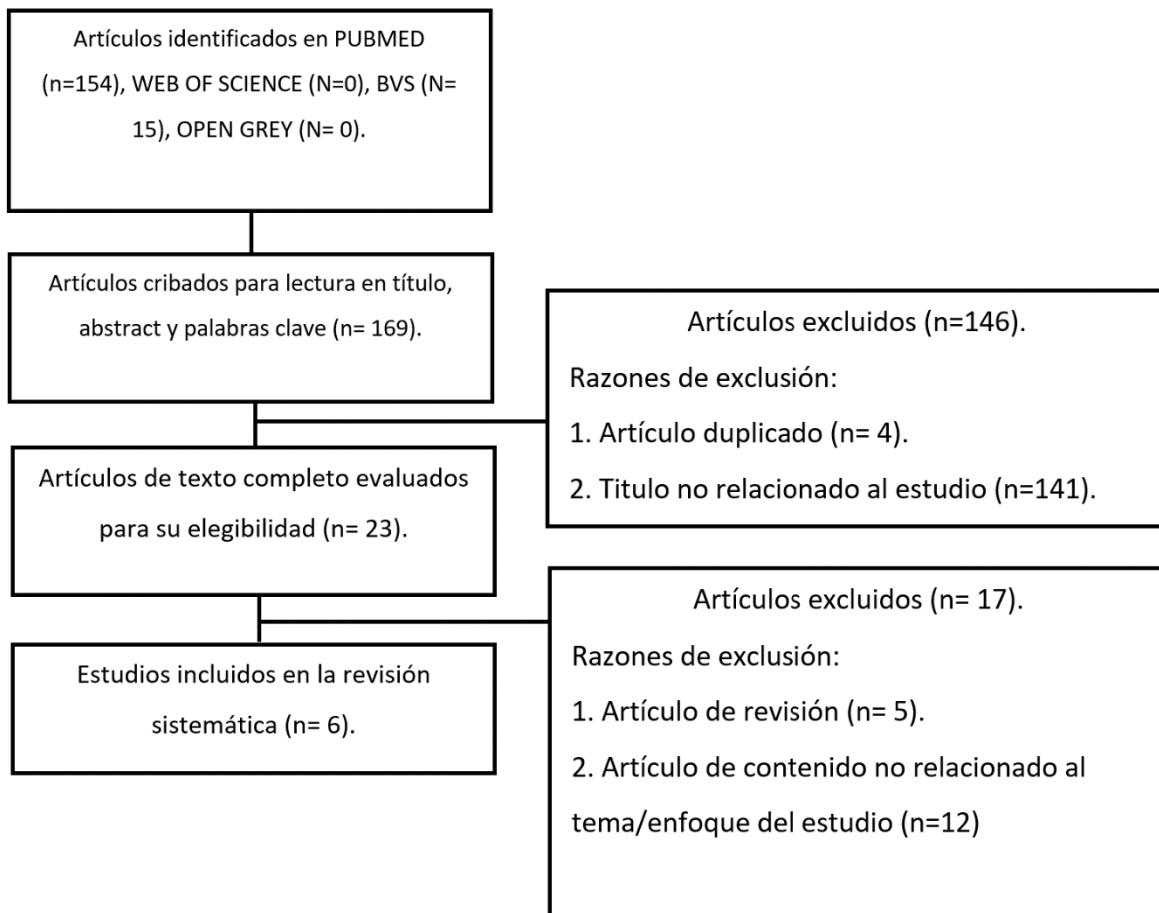 Artículos identificados en PUBMED
(n=154), WEB OF SCIENCE (N=0), BVS (N=
15), OPEN GREY (N= 0).
Artículos cribados para lectura en título,
abstract y palabras clave (n= 169).
Artículos excluidos (n=146).
Razones de exclusión:
1. Artículo duplicado (n= 4).
2. Titulo no relacionado al estudio (n=141).
Artículos de texto completo evaluados
para su elegibilidad (n= 23).
Artículos excluidos (n= 17).
Razones de exclusión:
1. Artículo de revisión (n= 5).
2. Artículo de contenido no relacionado al
tema/enfoque del estudio (n=12)
Estudios incluidos en la revisión
sistemática (n= 6).